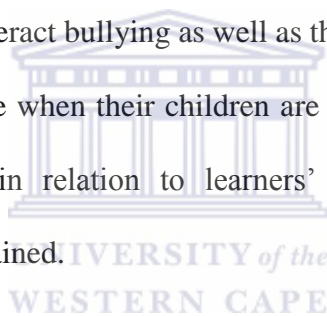 eract bullying as well as th
e when their children are
in relation to learners'
ained.
UNIVERSITY of the
WESTERN CAPE